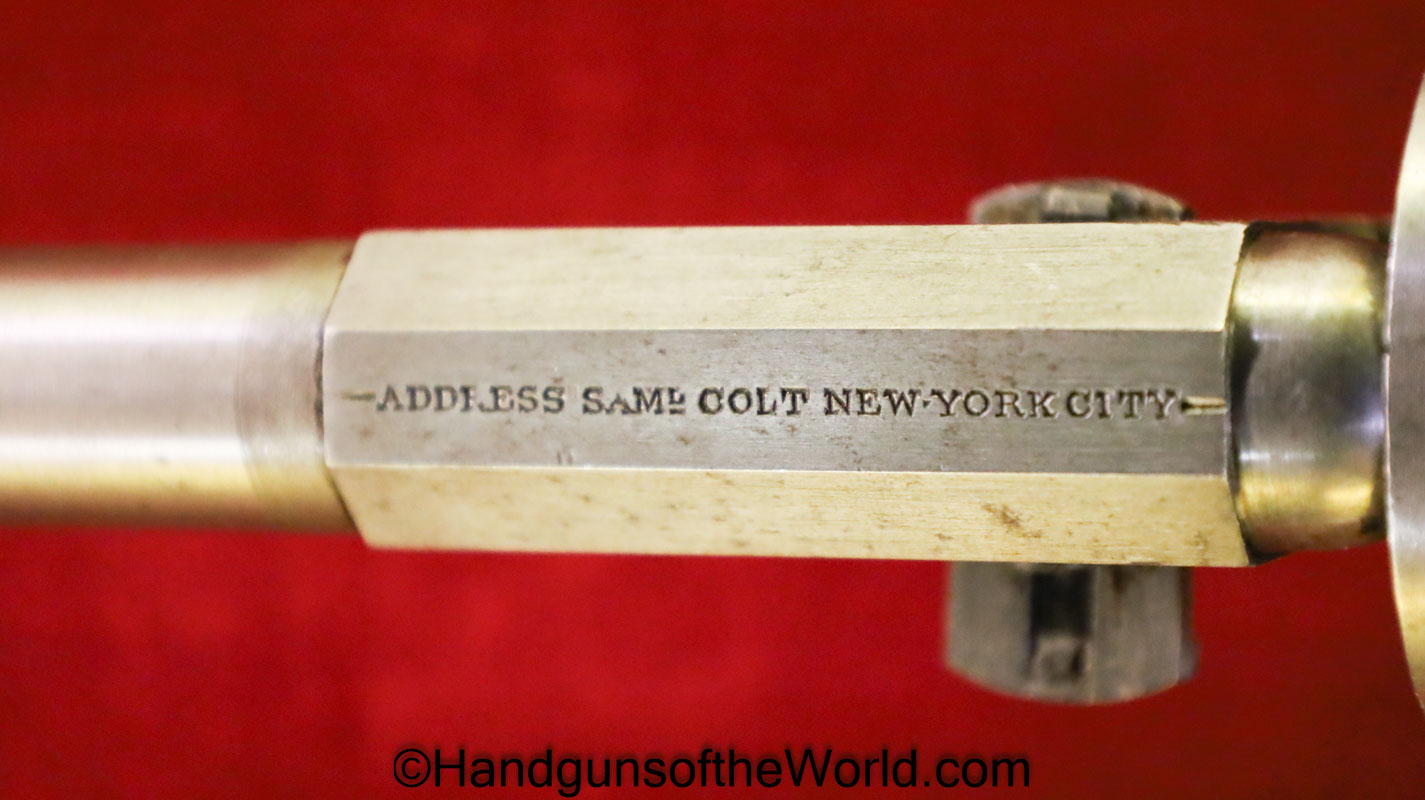 —ADDRESS SAMᴸ COLT NEW-YORK CITY—
©HandgunsoftheWorld.com